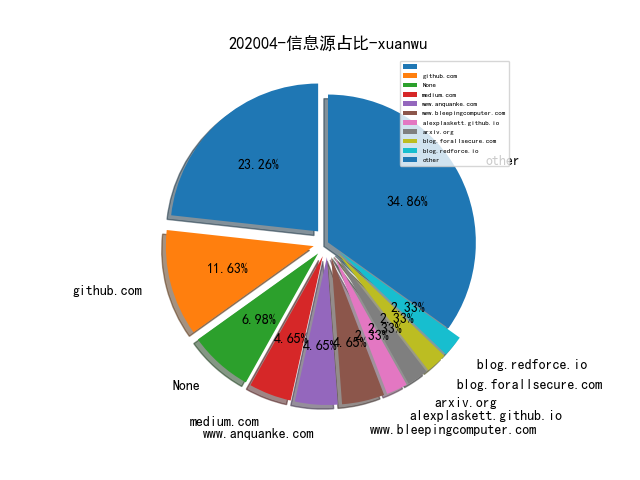 202004-信息源占比-xuanwu
github.com
None
medium.com
www.anquanke.com
www.bleepingcomputer.com
alexplaskett.github.io
arxiv.org
blog.forallsecure.com
blog.redforce.io
other
other
23.26%
34.86%
11.63%
github.com
6.98%
4.65%
4.65%
4.65%
2.33%
2.33%
2.33%
2.33%
blog.redforce.io
None
blog.forallsecure.com
arxiv.org
alexplaskett.github.io
medium.com
www.bleepingcomputer.com
www.anquanke.com